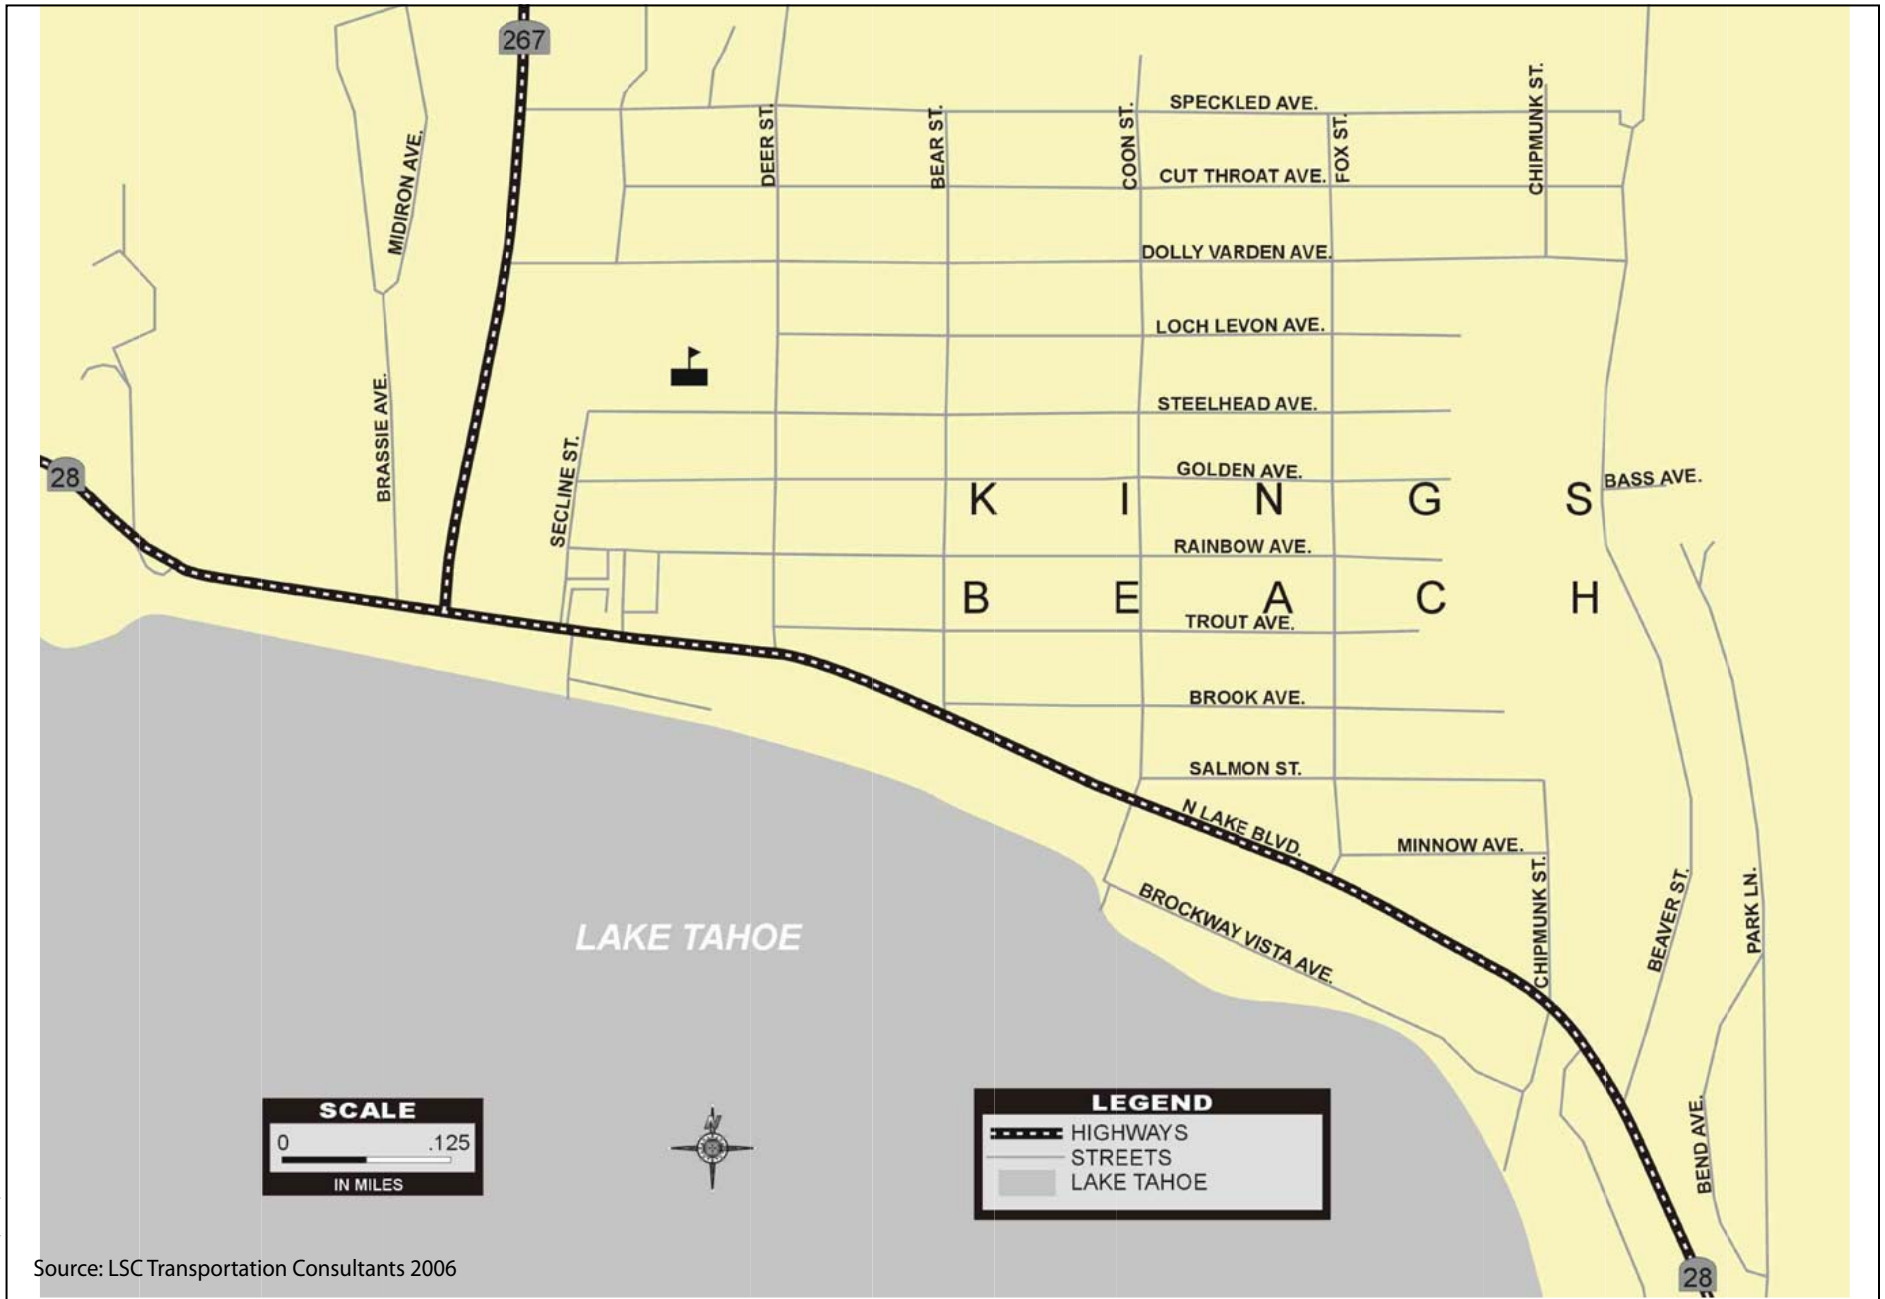 267
SPECKLED AVE.
CHIPMUNK ST.
DEER ST.
BEAR ST.
COON ST.
FOX ST.
MIDIRON AVE.
CUT THROAT AVE.
DOLLY VARDEN AVE.
LOCH LEVON AVE.
BRASSIE AVE.
STEELHEAD AVE.
SECLINE ST.
GOLDEN AVE.
28
BASS AVE.
K I N G S
RAINBOW AVE.
B E A C H
TROUT AVE.
BROOK AVE.
SALMON ST.
N LAKE BLVD.
MINNOW AVE.
CHIPMUNK ST.
BEAVER ST.
PARK LN.
BROCKWAY VISTA AVE.
LAKE TAHOE
BEND AVE.
SCALE
0 .125
IN MILES
N
LEGEND
HIGHWAYS
STREETS
LAKE TAHOE
28
Source: LSC Transportation Consultants 2006